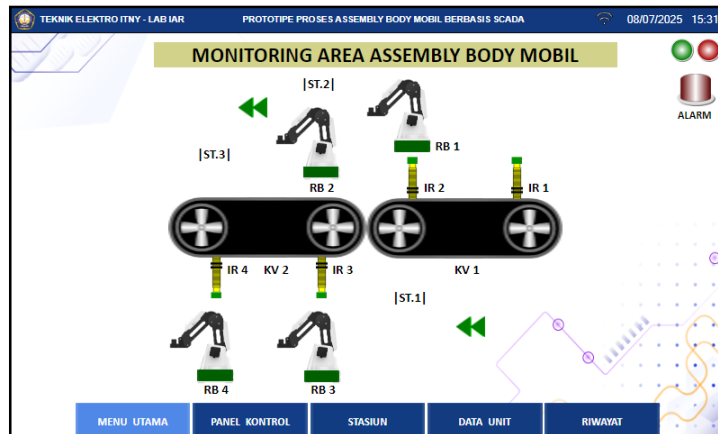 TEKNIK ELEKTRO ITNY - LAB IAR PROTOTIPE PROSES ASSEMBLY BODY MOBIL BERBASIS SCADA 08/07/2025 15:31
MONITORING AREA ASSEMBLY BODY MOBIL
ALARM
|ST.2|
RB 1
|ST.3|
RB 2
IR 2
IR 1
IR 4
KV 2
IR 3
KV 1
|ST.1|
RB 4
RB 3
MENU UTAMA PANEL KONTROL STASIUN DATA UNIT RIWAYAT